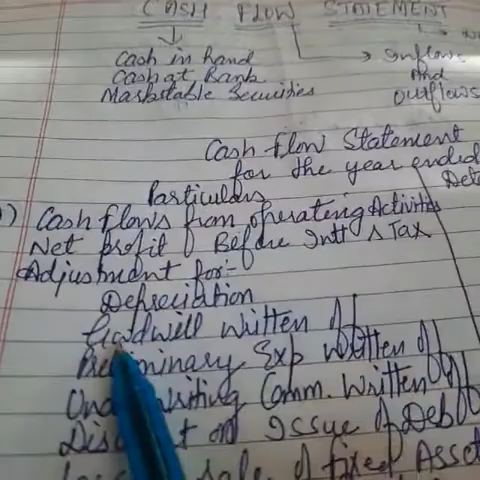 CASH FLOW STATEMENT
Cash in hand
Cash at Bank
Marketable Securities
Inflows
And
Outflows
Cash flow Statement
for the year ended
Particulars
Cash flows from operating Activities
Net profit Before Intt & Tax
Adjustment for:-
Depreciation
Goodwill Written off
Preliminary Exp Written off
Comm. Written off
on Issue of Deb
sale of fixed Asset